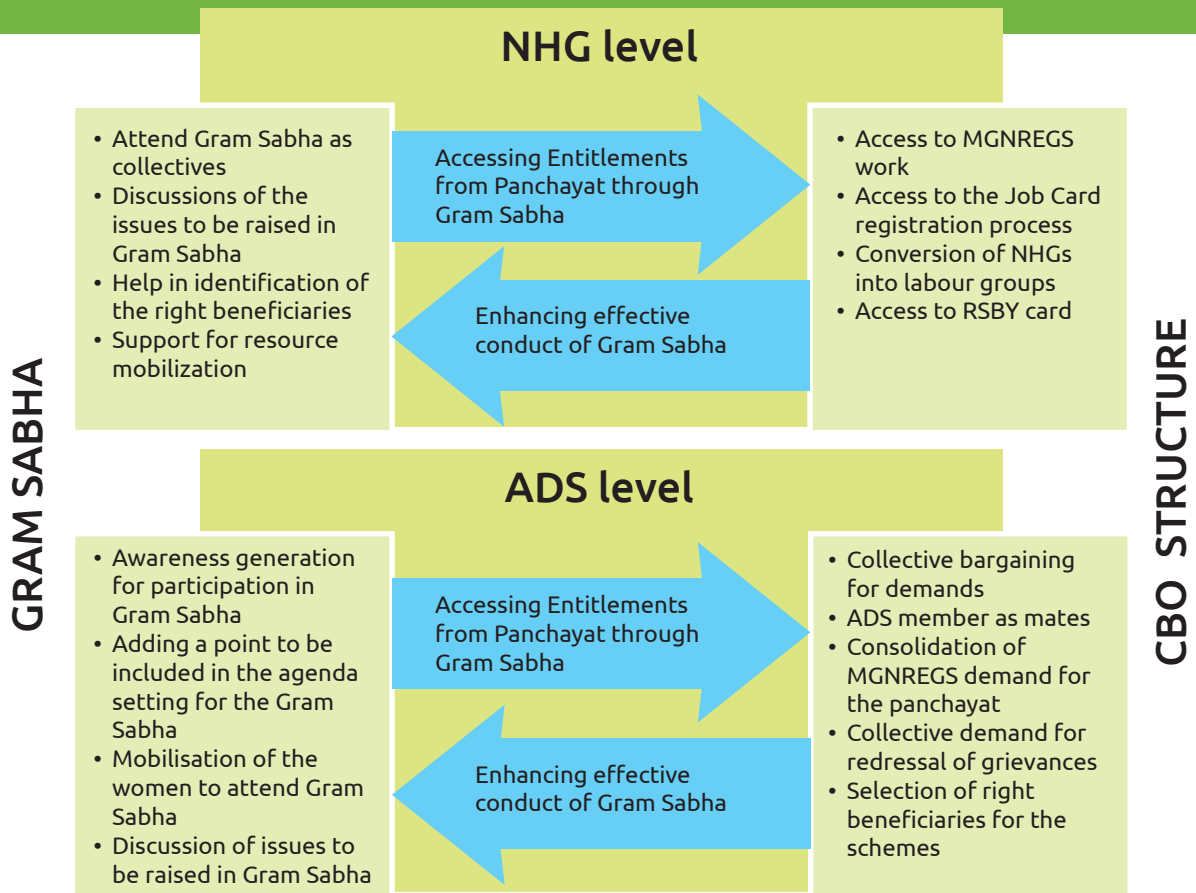 NHG level
• Attend Gram Sabha as
collectives
• Discussions of the
issues to be raised in
Gram Sabha
• Help in identification of
the right beneficiaries
• Support for resource
mobilization
Accessing Entitlements
from Panchayat through
Gram Sabha
Enhancing effective
conduct of Gram Sabha
• Access to MGNREGS
work
• Access to the Job Card
registration process
• Conversion of NHGs
into labour groups
• Access to RSBY card
GRAM SABHA
CBO STRUCTURE
ADS level
• Awareness generation
for participation in
Gram Sabha
• Adding a point to be
included in the agenda
setting for the Gram
Sabha
• Mobilisation of the
women to attend Gram
Sabha
• Discussion of issues to
be raised in Gram Sabha
Accessing Entitlements
from Panchayat through
Gram Sabha
Enhancing effective
conduct of Gram Sabha
• Collective bargaining
for demands
• ADS member as mates
• Consolidation of
MGNREGS demand for
the panchayat
• Collective demand for
redressal of grievances
• Selection of right
beneficiaries for the
schemes